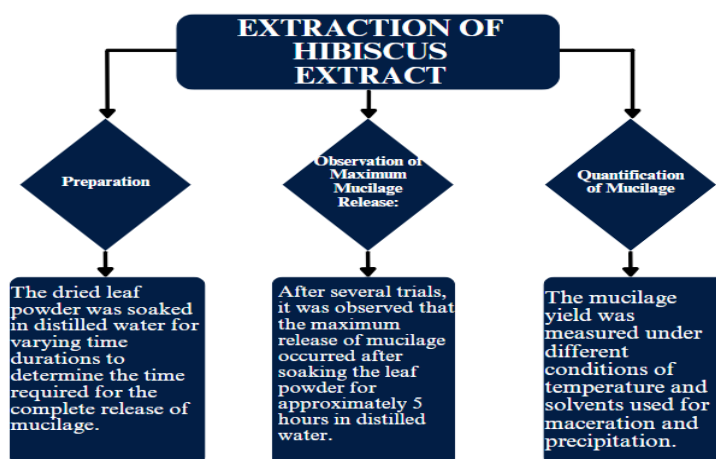 EXTRACTION OF
HIBISCUS
EXTRACT
Preparation
Observation of
Maximum
Mucilage
Release:
Quantification
of Mucilage
The dried leaf
powder was soaked
in distilled water for
varying time
durations to
determine the time
required for the
complete release of
mucilage.
After several trials,
it was observed that
the maximum
release of mucilage
occurred after
soaking the leaf
powder for
approximately 5
hours in distilled
water.
The mucilage
yield was
measured under
different
conditions of
temperature and
solvents used for
maceration and
precipitation.